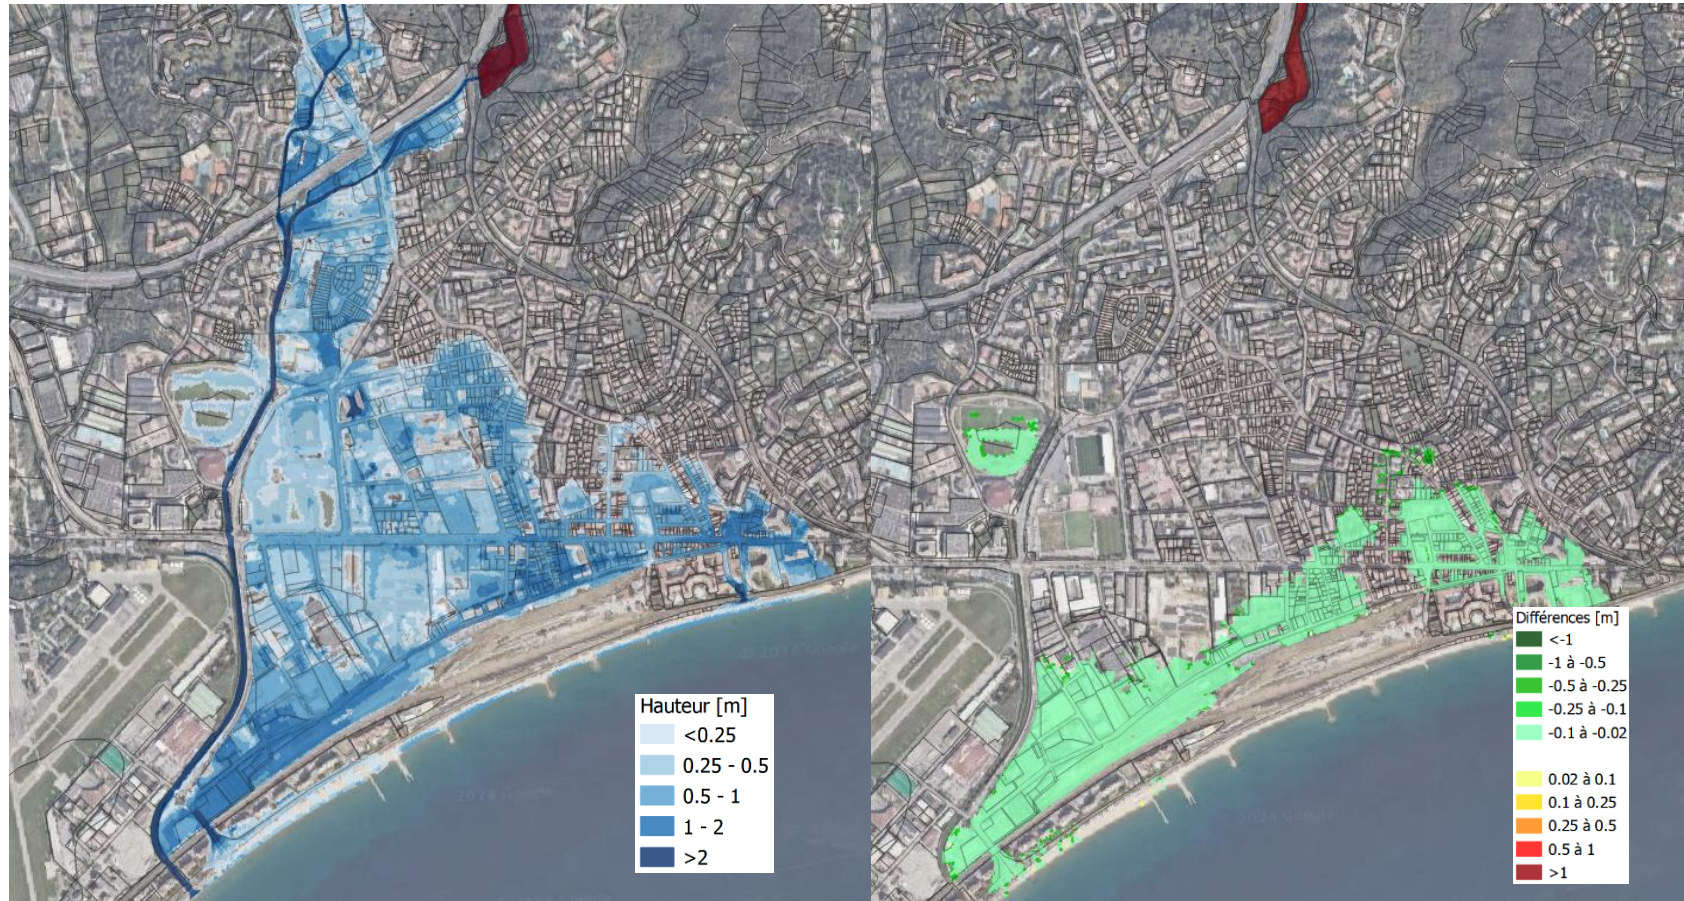 Hauteur [m]
<0.25
0.25 - 0.5
0.5 - 1
1 - 2
>2
Différences [m]
<-1
-1 à -0.5
-0.5 à -0.25
-0.25 à -0.1
-0.1 à -0.02
0.02 à 0.1
0.1 à 0.25
0.25 à 0.5
0.5 à 1
>1